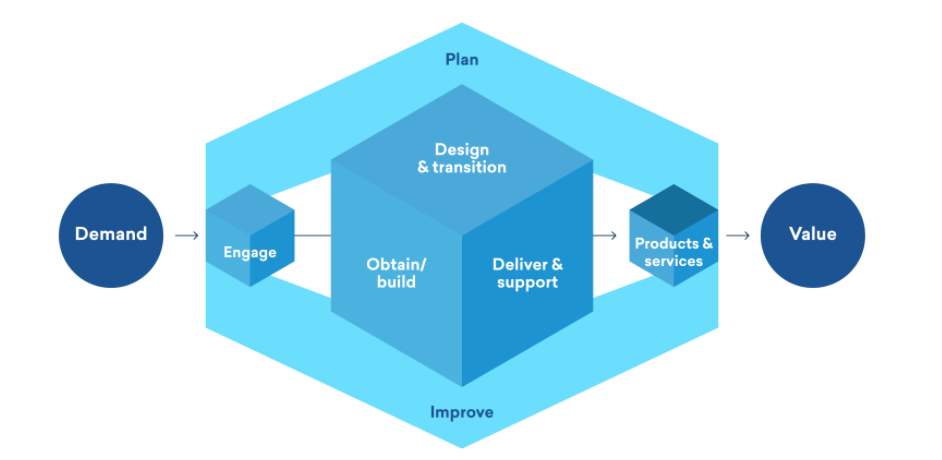 Plan
Design
& transition
Demand
Engage
Obtain/
build
Deliver &
support
Products &
services
Value
Improve